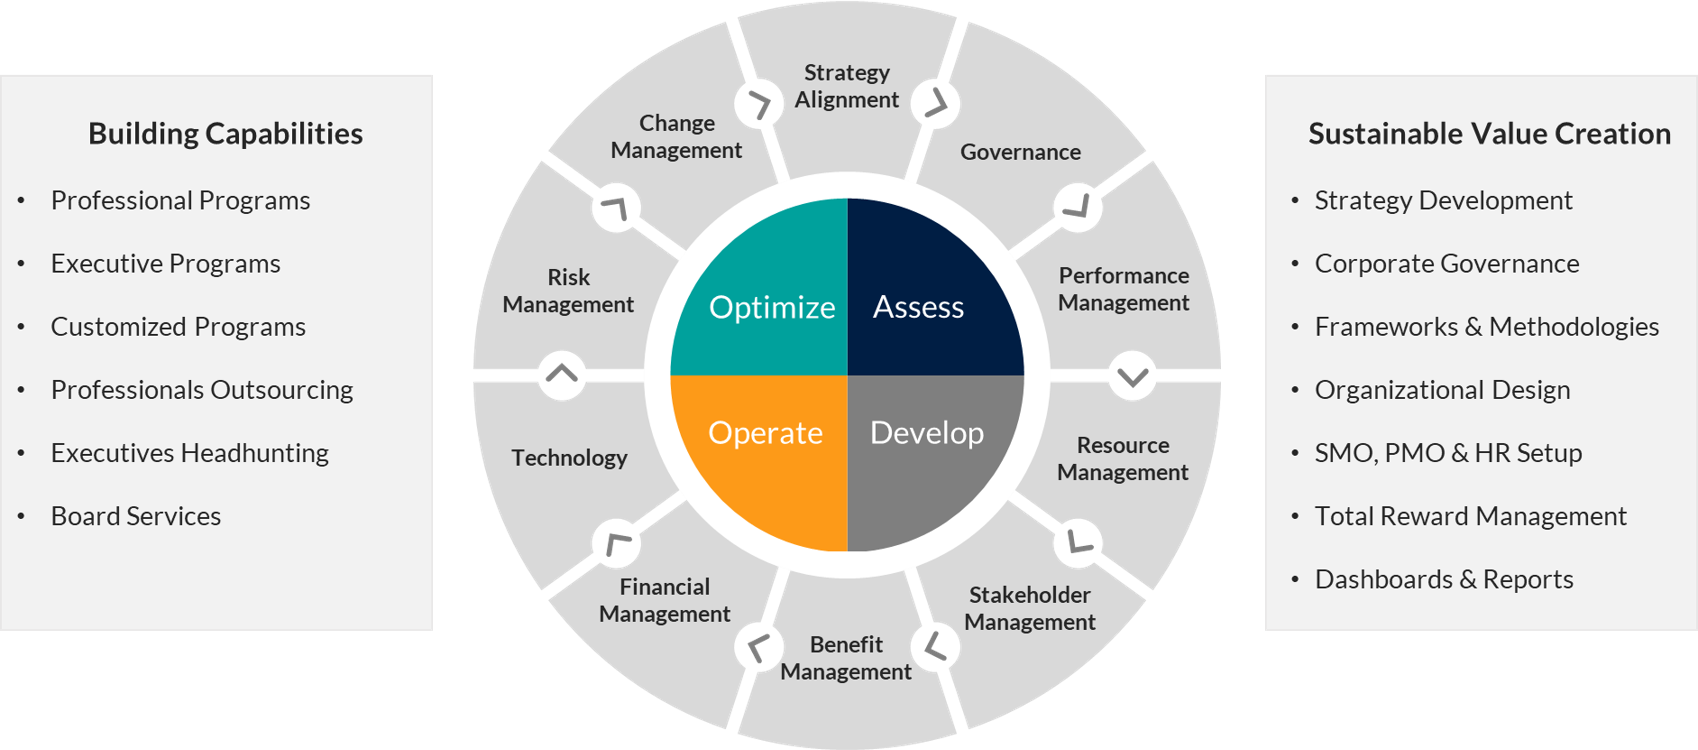 Building Capabilities
• Professional Programs
• Executive Programs
• Customized Programs
• Professionals Outsourcing
• Executives Headhunting
• Board Services
Strategy
Alignment
Governance
Performance
Management
Resource
Management
Stakeholder
Management
Benefit
Management
Financial
Management
Technology
Risk
Management
Change
Management
Optimize
Assess
Operate
Develop
Sustainable Value Creation
• Strategy Development
• Corporate Governance
• Frameworks & Methodologies
• Organizational Design
• SMO, PMO & HR Setup
• Total Reward Management
• Dashboards & Reports